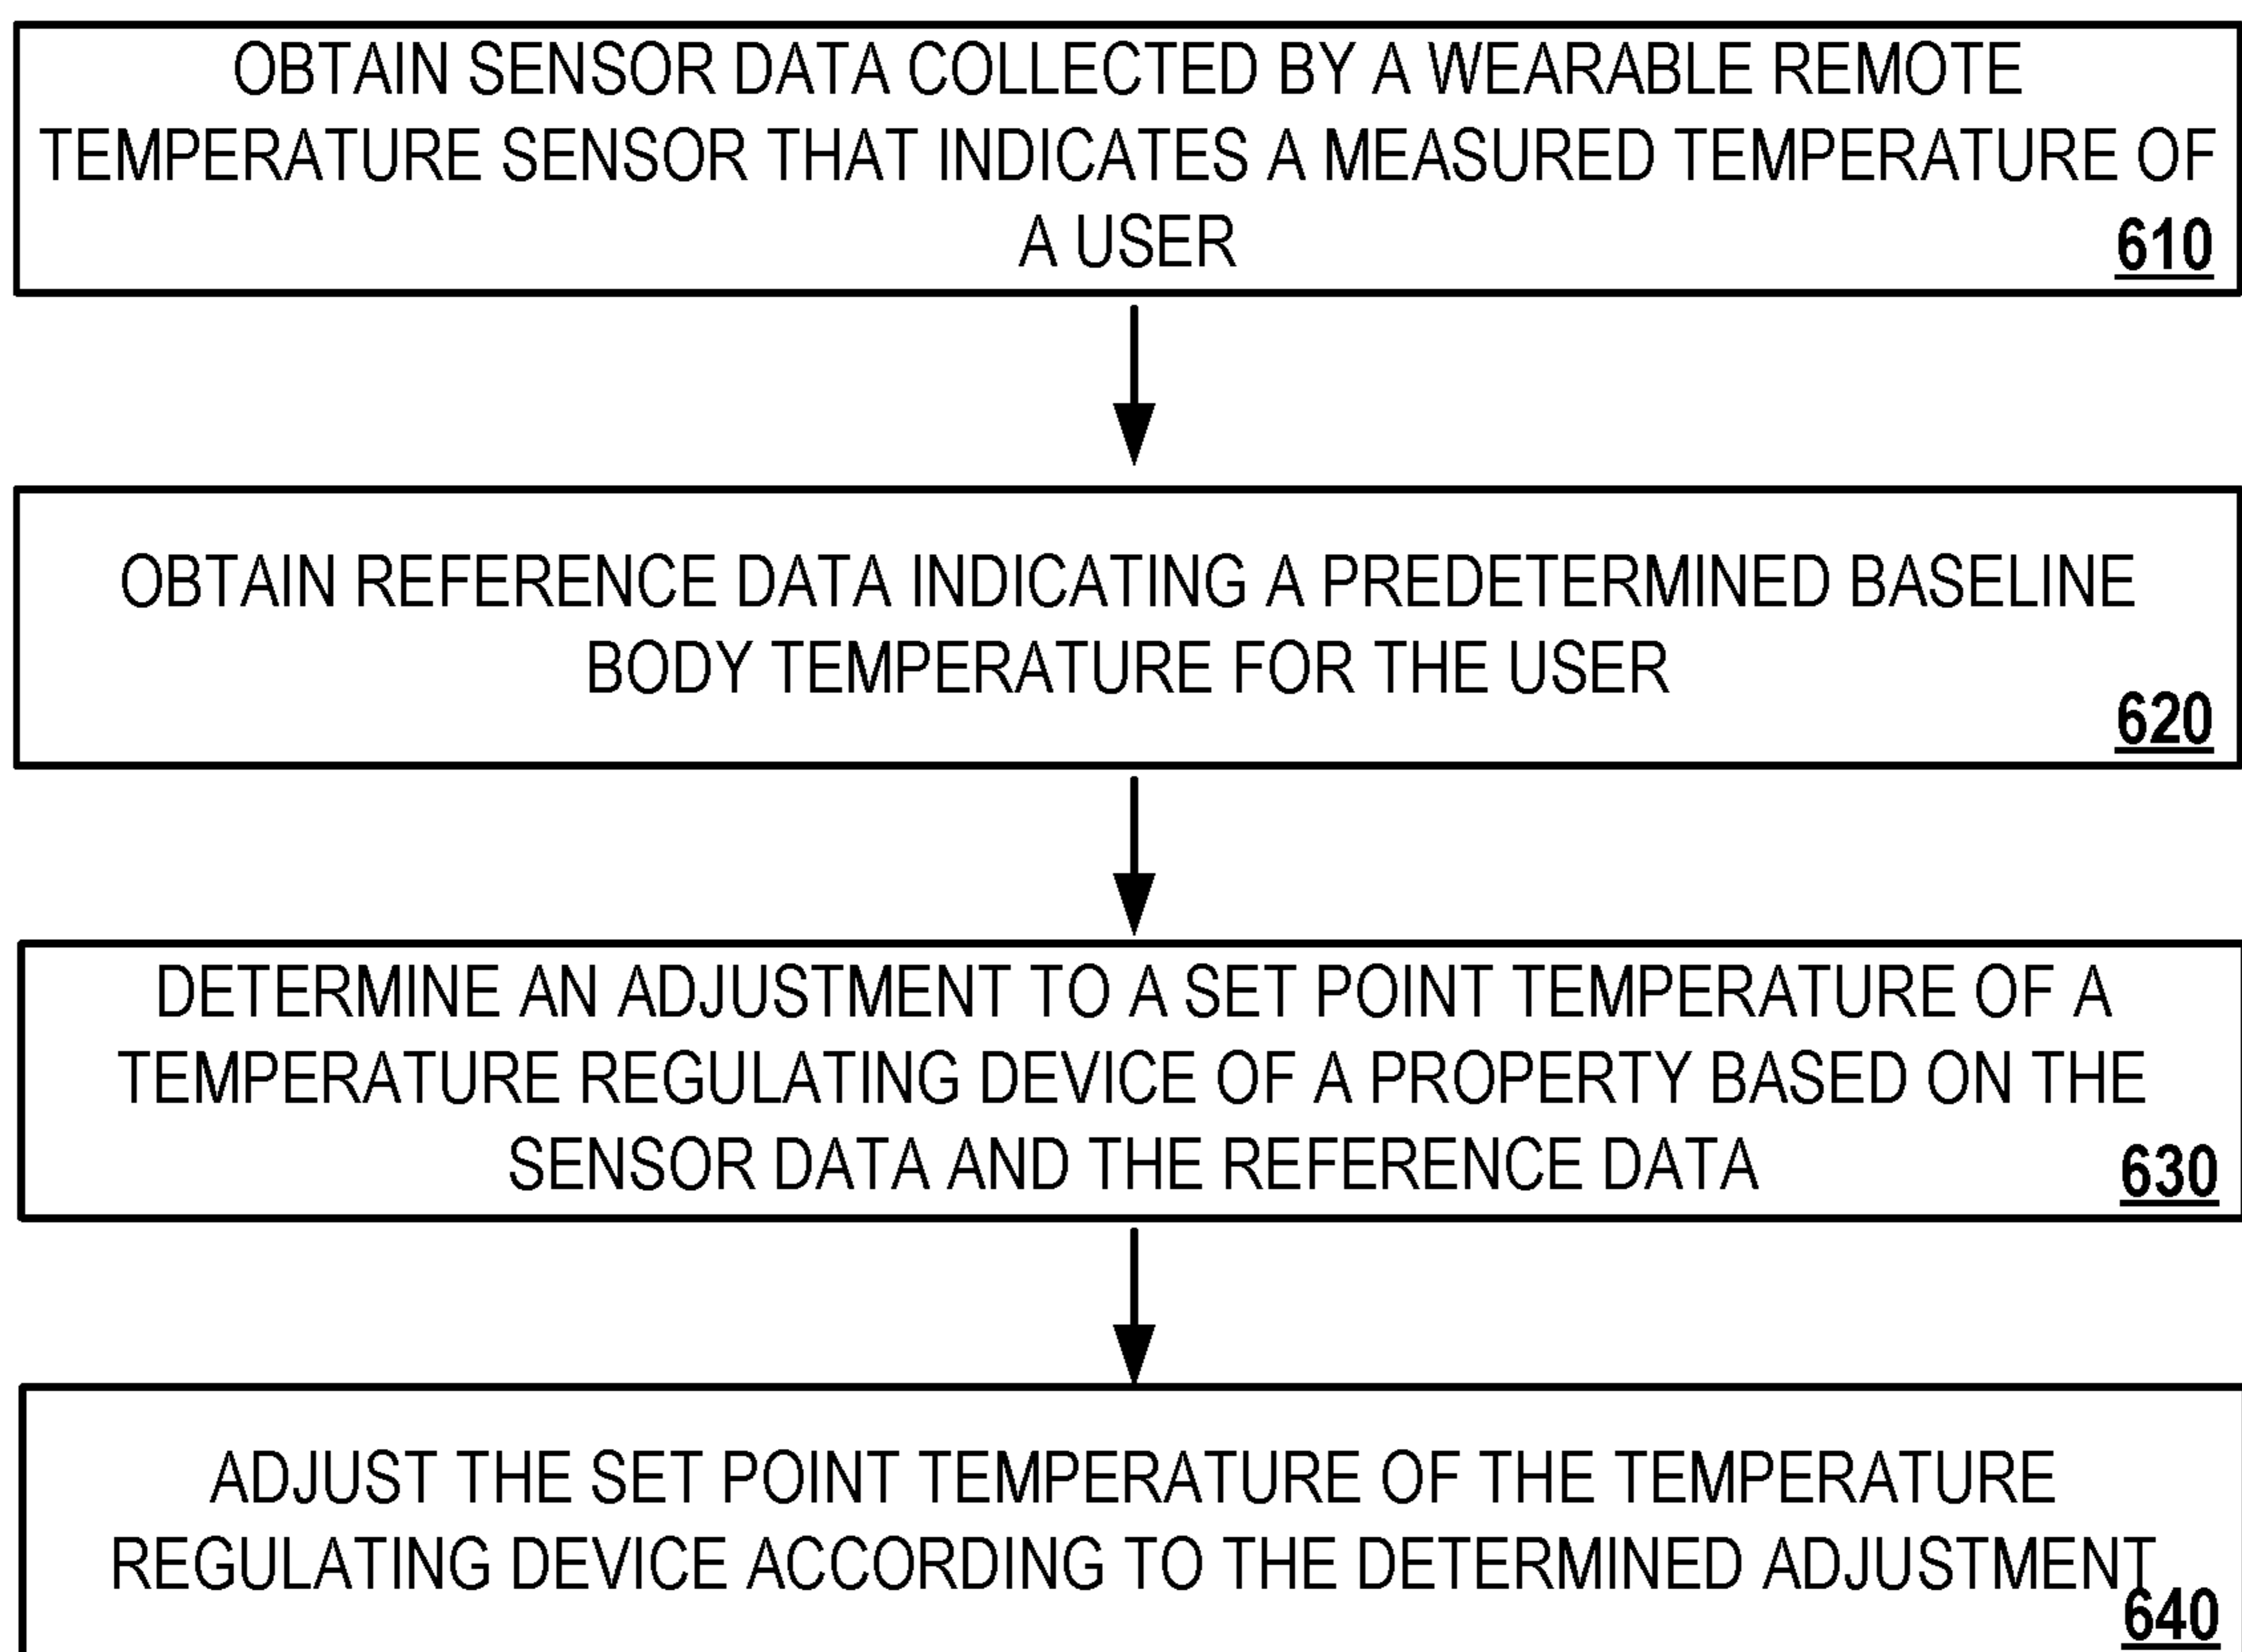 OBTAIN SENSOR DATA COLLECTED BY A WEARABLE REMOTE
TEMPERATURE SENSOR THAT INDICATES A MEASURED TEMPERATURE OF
A USER
610
OBTAIN REFERENCE DATA INDICATING A PREDETERMINED BASELINE
BODY TEMPERATURE FOR THE USER
620
DETERMINE AN ADJUSTMENT TO A SET POINT TEMPERATURE OF A
TEMPERATURE REGULATING DEVICE OF A PROPERTY BASED ON THE
SENSOR DATA AND THE REFERENCE DATA
630
ADJUST THE SET POINT TEMPERATURE OF THE TEMPERATURE
REGULATING DEVICE ACCORDING TO THE DETERMINED ADJUSTMENT
640